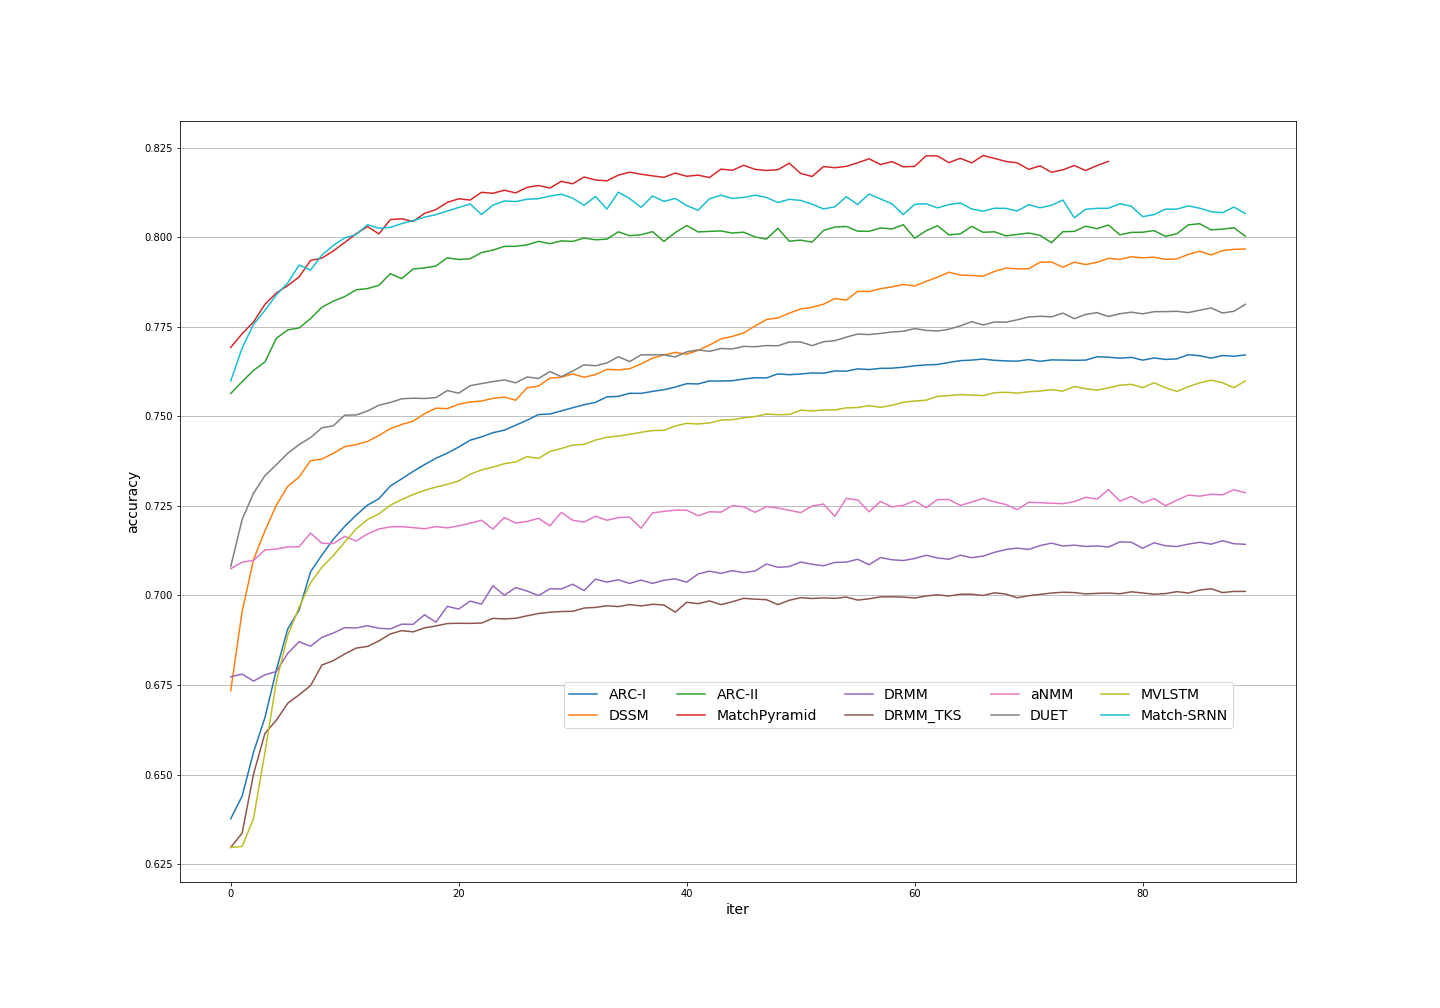 0.825
0.800
0.775
0.750
0.725
0.700
0.675
0.650
0.625
accuracy
ARC-I ARC-II DRMM aNMM MVLSTM
DSSM MatchPyramid DRMM_TKS DUET Match-SRNN
0 20 40 60 80
iter